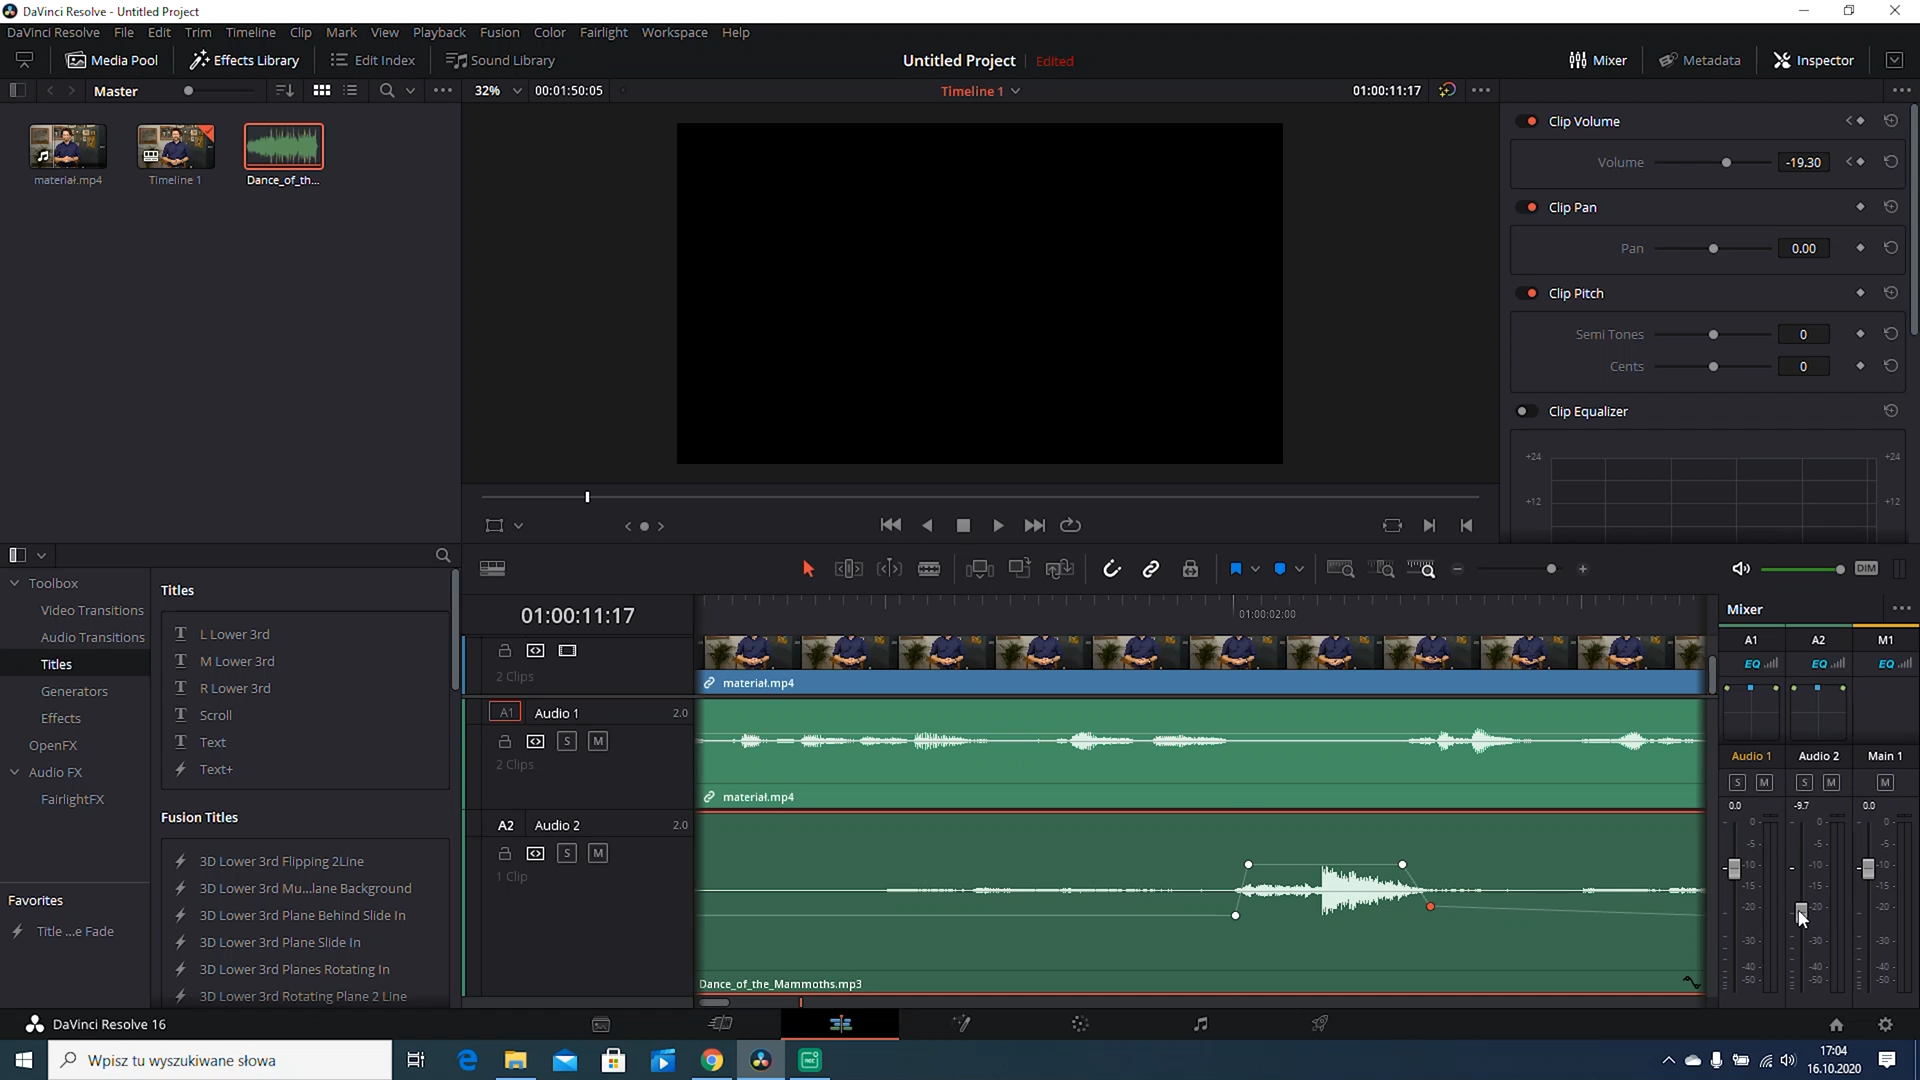 DaVinci Resolve - Untitled Project
DaVinci Resolve File Edit Trim Timeline Clip Mark View Playback Fusion Color Fairlight Workspace Help
Media Pool Effects Library Edit Index Sound Library Untitled Project Edited Mixer Metadata Inspector
Master 32% 00:01:50:05 Timeline 1 01:00:11:17
Clip Volume
Volume -19.30
materiał.mp4 Timeline 1 Dance_of_th...
Clip Pan
Pan 0.00
Clip Pitch
Semi Tones 0
Cents 0
Clip Equalizer
+24 +24
+12 +12
Toolbox
Video Transitions
Audio Transitions
Titles
Generators
Effects
OpenFX
Audio FX
FairlightFX
Favorites
Title ...e Fade
Titles
L Lower 3rd
M Lower 3rd
R Lower 3rd
Scroll
Text
Text+
Fusion Titles
3D Lower 3rd Flipping 2Line
3D Lower 3rd Mu...lane Background
3D Lower 3rd Plane Behind Slide In
3D Lower 3rd Plane Slide In
3D Lower 3rd Planes Rotating In
3D Lower 3rd Rotating Plane 2 Line
DIM
01:00:11:17
01:00:02:00
2 Clips
materiał.mp4
A1 Audio 1 2.0
S M
2 Clips
materiał.mp4
A2 Audio 2 2.0
S M
1 Clip
Dance_of_the_Mammoths.mp3
Mixer
A1 A2 M1
EQ EQ EQ
Audio 1 Audio 2 Main 1
S M S M M
0.0 -9.7 0.0
0- 0- 0-
-5- -5- -5-
-10- -10- -10-
-15- -15- -15-
-20- -20- -20-
-30- -30- -30-
-40- -40- -40-
-50- -50- -50-
DaVinci Resolve 16
Wpisz tu wyszukiwane słowa
REC
17:04
16.10.2020